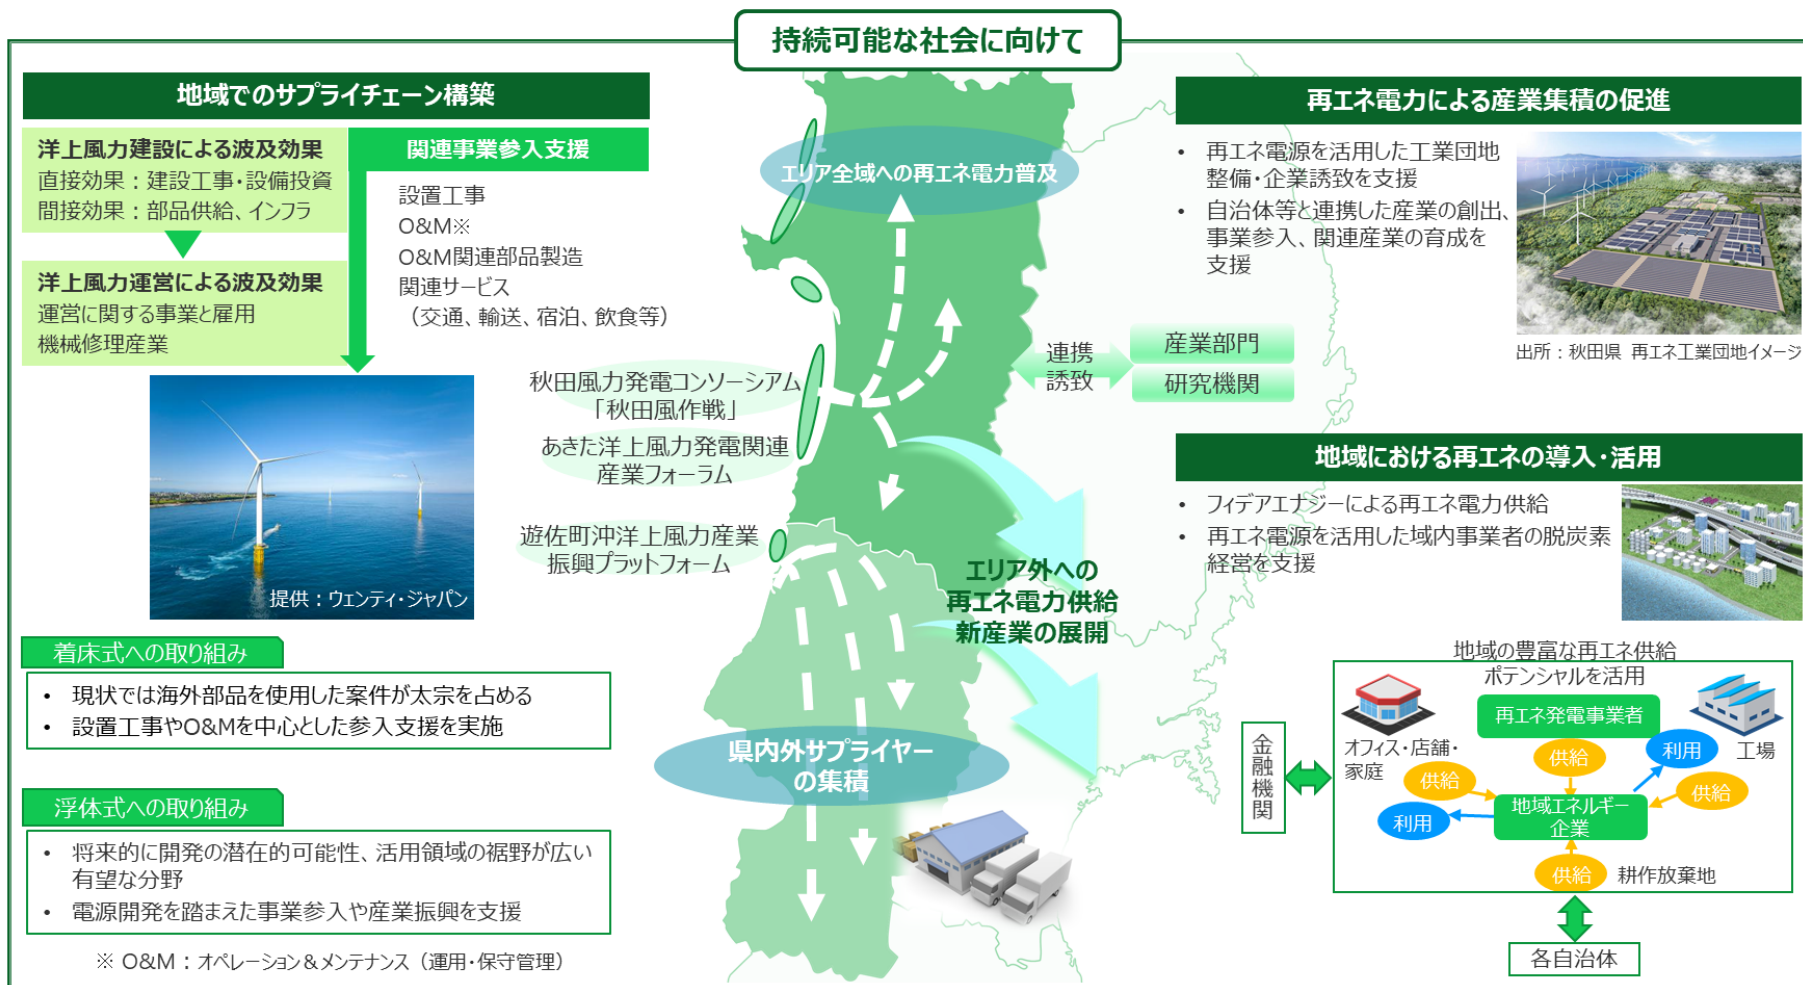 持続可能な社会に向けて
地域でのサプライチェーン構築
洋上風力建設による波及効果
直接効果：建設工事・設備投資
間接効果：部品供給、インフラ
洋上風力運営による波及効果
運営に関する事業と雇用
機械修理産業
関連事業参入支援
設置工事
O&M※
O&M関連部品製造
関連サービス
（交通、輸送、宿泊、飲食等）
提供：ウェンティ・ジャパン
着床式への取り組み
• 現状では海外部品を使用した案件が太宗を占める
• 設置工事やO&Mを中心とした参入支援を実施
浮体式への取り組み
• 将来的に開発の潜在的可能性、活用領域の裾野が広い
有望な分野
• 電源開発を踏まえた事業参入や産業振興を支援
※ O&M：オペレーション＆メンテナンス（運用・保守管理）
エリア全域への再エネ電力普及
秋田風力発電コンソーシアム
「秋田風作戦」
あきた洋上風力発電関連
産業フォーラム
遊佐町沖洋上風力産業
振興プラットフォーム
連携
誘致
産業部門
研究機関
エリア外への
再エネ電力供給
新産業の展開
県内外サプライヤー
の集積
再エネ電力による産業集積の促進
• 再エネ電源を活用した工業団地
整備・企業誘致を支援
• 自治体等と連携した産業の創出、
事業参入、関連産業の育成を
支援
出所：秋田県 再エネ工業団地イメージ
地域における再エネの導入・活用
• フィデアエナジーによる再エネ電力供給
• 再エネ電源を活用した域内事業者の脱炭素
経営を支援
地域の豊富な再エネ供給
ポテンシャルを活用
再エネ発電事業者
オフィス・店舗・
家庭
工場
供給
利用
供給
供給
利用
地域エネルギー
企業
供給
耕作放棄地
金融機関
各自治体